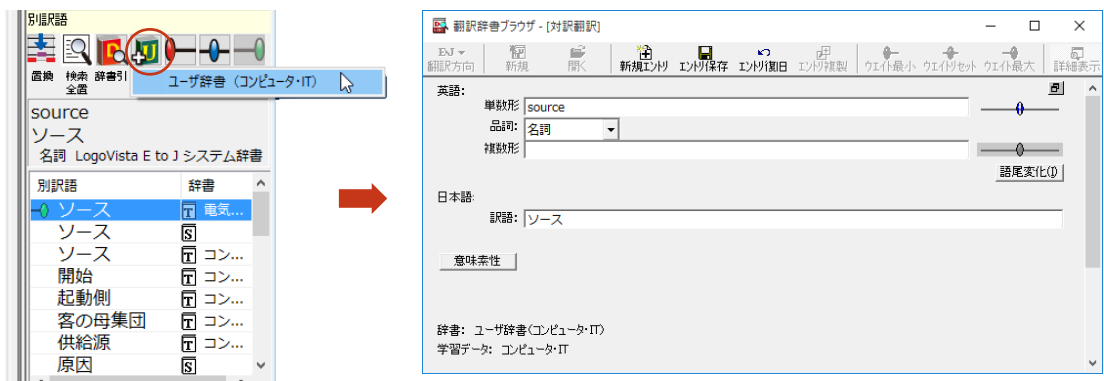 別訳語
置換 検索 全置 辞書引
ユーザ辞書 (コンピュータ・IT)
source
ソース
名詞 LogoVista E to J システム辞書
別訳語 辞書
ソース T 電気...
ソース S
ソース T コン...
開始 T コン...
起動側 T コン...
客の母集団 T コン...
供給源 T コン...
原因 S
翻訳辞書ブラウザ - [対訳翻訳]
翻訳方向 新規 開く 新規エントリ エントリ保存 エントリ復旧 エントリ複製 ウエイト最小 ウエイトリセット ウエイト最大 詳細表示
英語:
単数形 source
品詞: 名詞
複数形
語尾変化(I)
日本語:
訳語: ソース
意味素性
辞書: ユーザ辞書(コンピュータ・IT)
学習データ: コンピュータ・IT